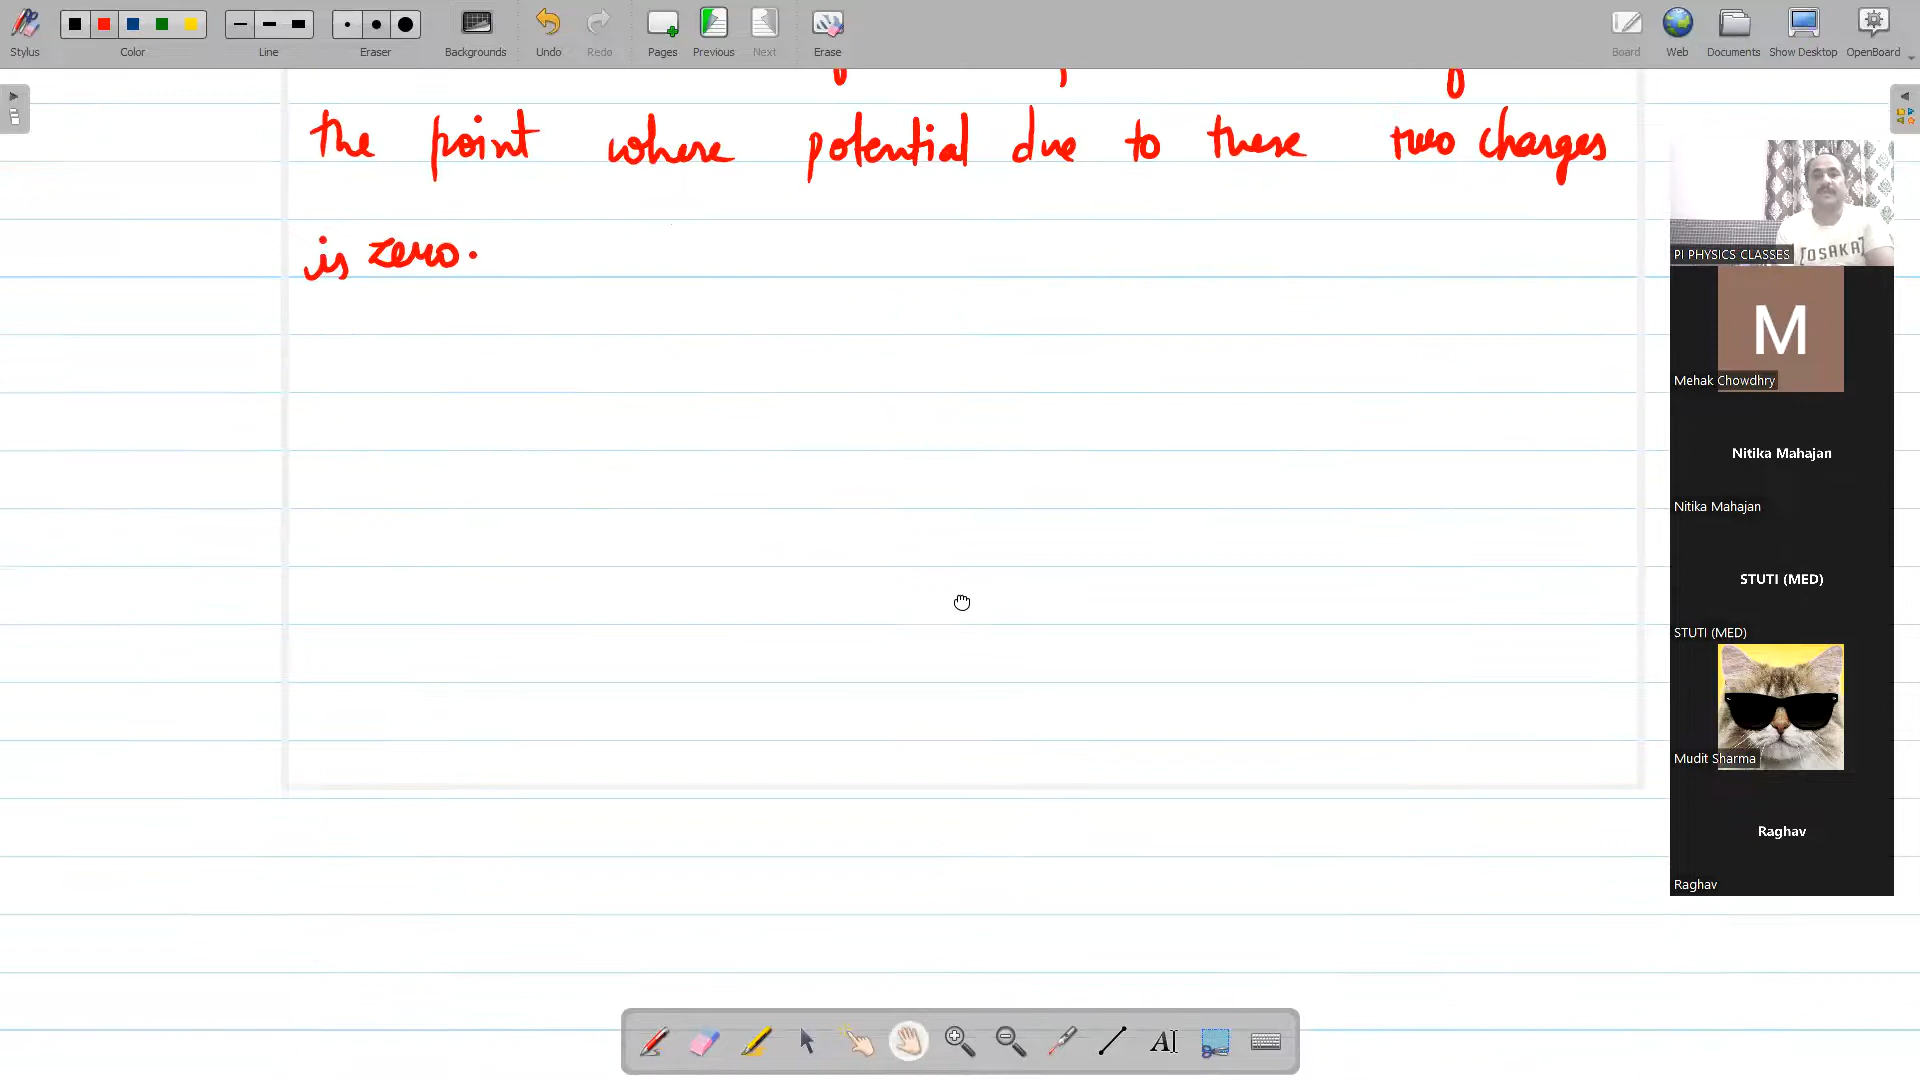 Stylus Color Line Eraser Backgrounds Undo Redo Pages Previous Next Erase Board Web Documents Show Desktop OpenBoard
the point where potential due to these two charges
is zero.
PI PHYSICS CLASSES
[OSAKA]
M
Mehak Chowdhry
Nitika Mahajan
Nitika Mahajan
STUTI (MED)
STUTI (MED)
Mudit Sharma
Raghav
Raghav